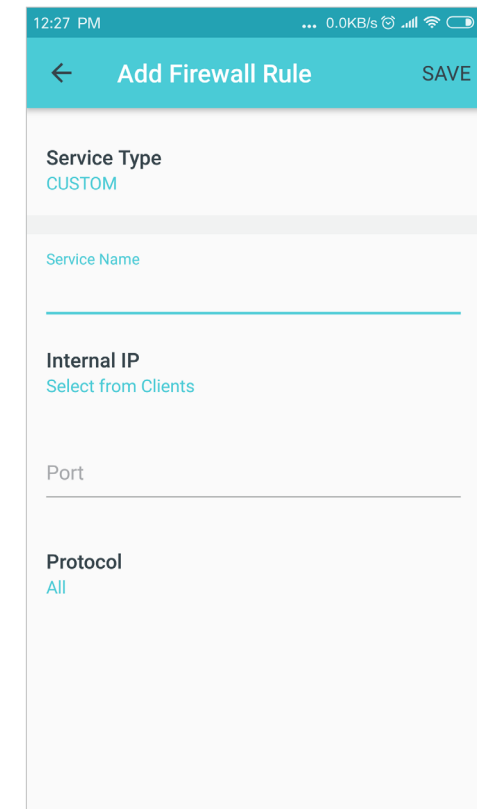 12:27 PM ... 0.0KB/s
Add Firewall Rule SAVE
Service Type
CUSTOM
Service Name
Internal IP
Select from Clients
Port
Protocol
All